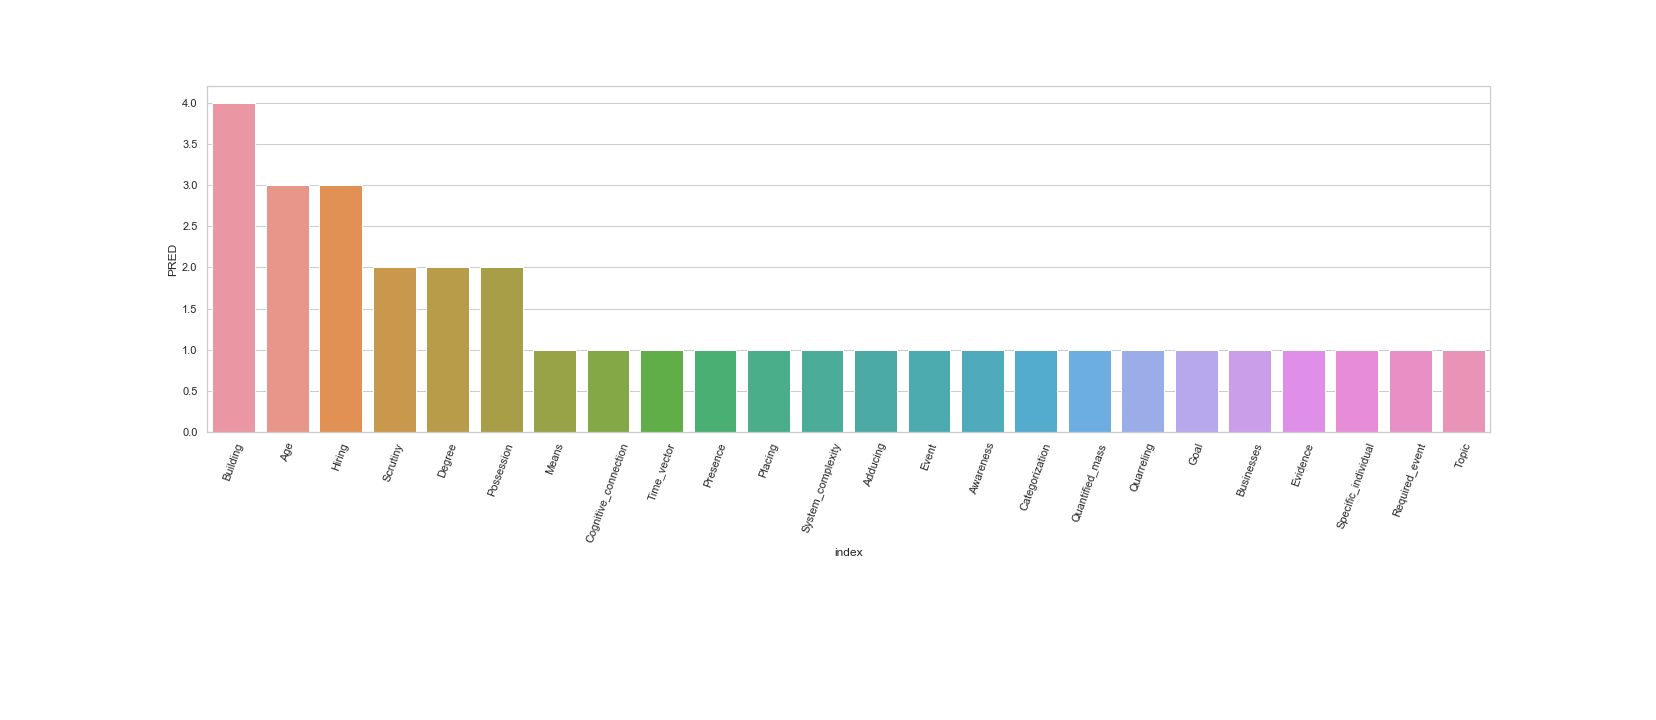 4.0
3.5
3.0
2.5
2.0
1.5
1.0
0.5
0.0
PRED
Building
Age
Hiring
Scrutiny
Degree
Possession
Means
Cognitive_connection
Time_vector
Presence
Placing
System_complexity
Adducing
Event
Awareness
Categorization
Quantified_mass
Quarreling
Goal
Businesses
Evidence
Specific_individual
Required_event
Topic
index